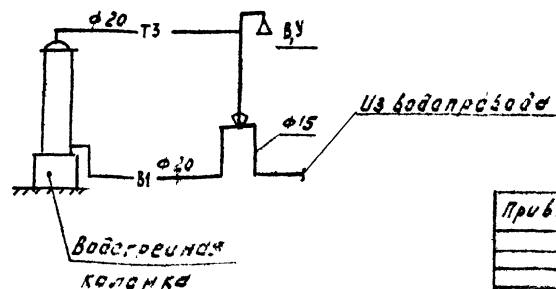 ф20
Т3
В,У
Из водопровода
ф15
ф20
В1
Водогрейная
колонка
Прив